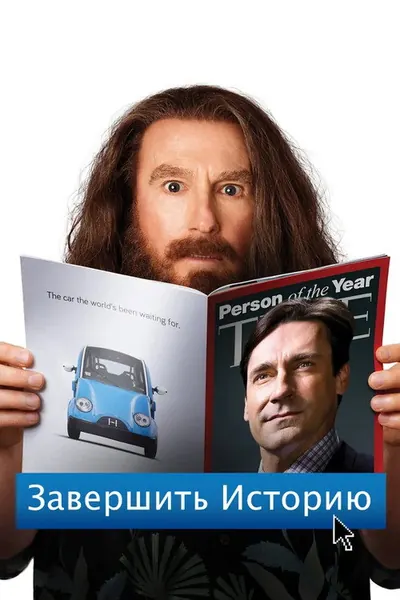 Person of the Year
TIME
The car the world's been waiting for.
H
Завершить Историю